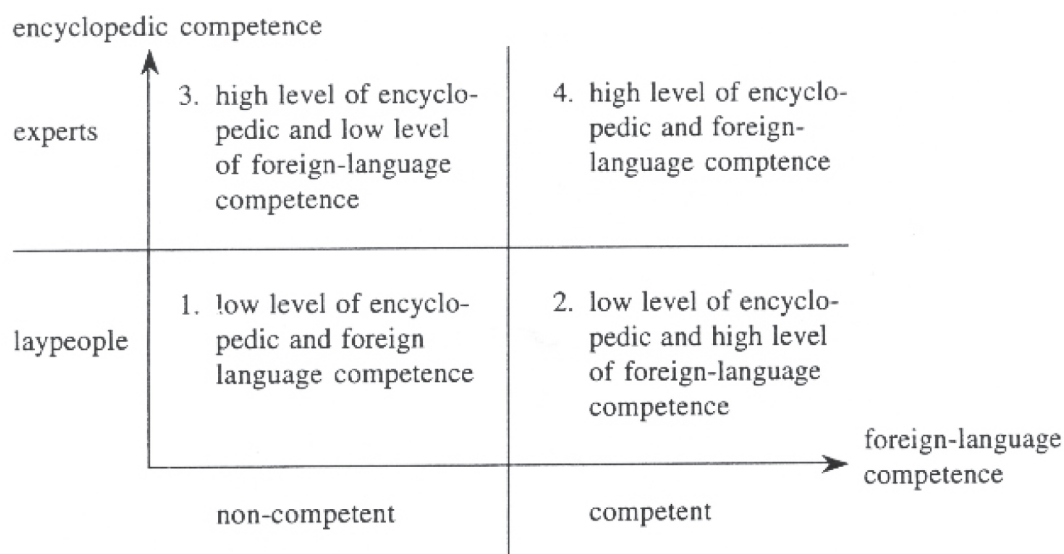 encyclopedic competence
experts
3. high level of encyclo-
pedic and low level
of foreign-language
competence
4. high level of encyclo-
pedic and foreign-
language comptence
laypeople
1. low level of encyclo-
pedic and foreign
language competence
2. low level of encyclo-
pedic and high level
of foreign-language
competence
foreign-language
competence
non-competent
competent